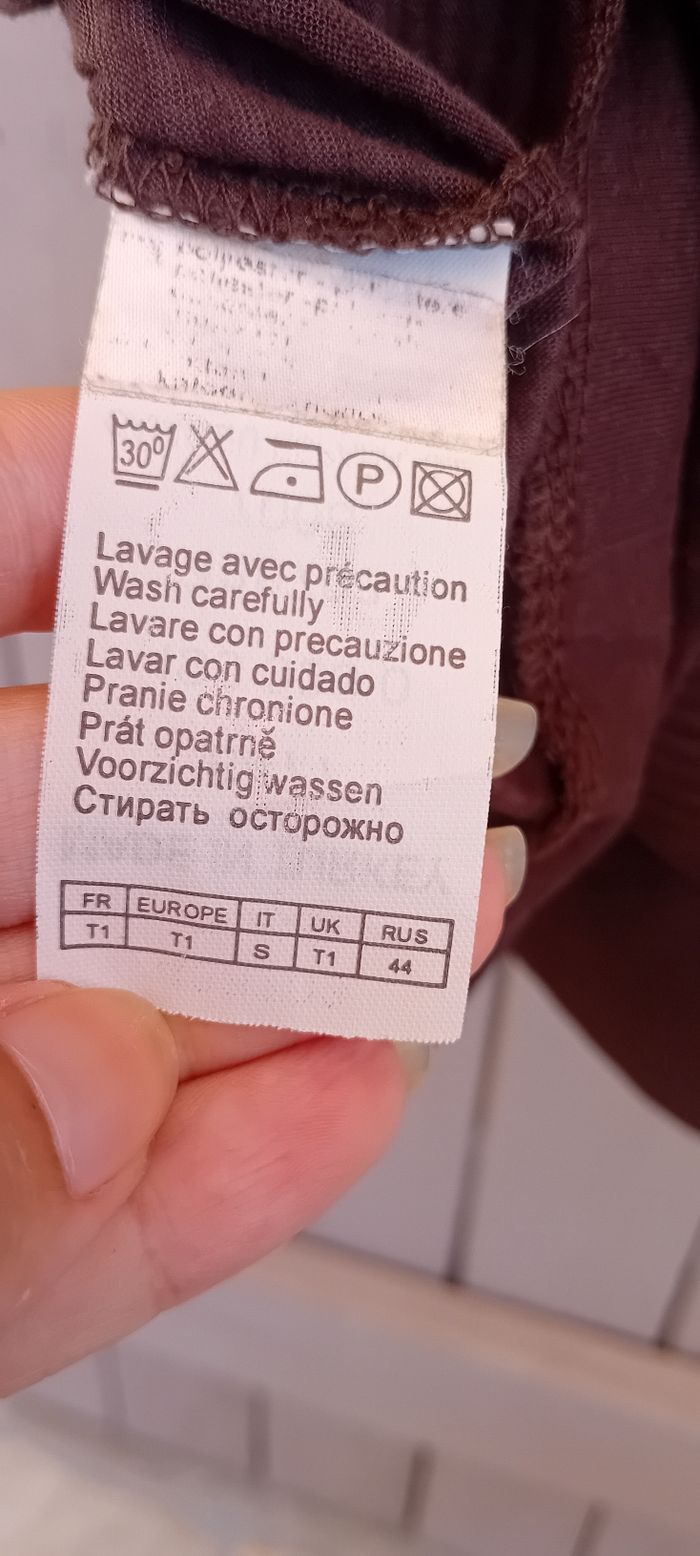 30°
P
Lavage avec précaution
Wash carefully
Lavare con precauzione
Lavar con cuidado
Pranie chronione
Prát opatrně
Voorzichtig wassen
Стирать осторожно
FR EUROPE IT UK RUS
T1 T1 S T1 44